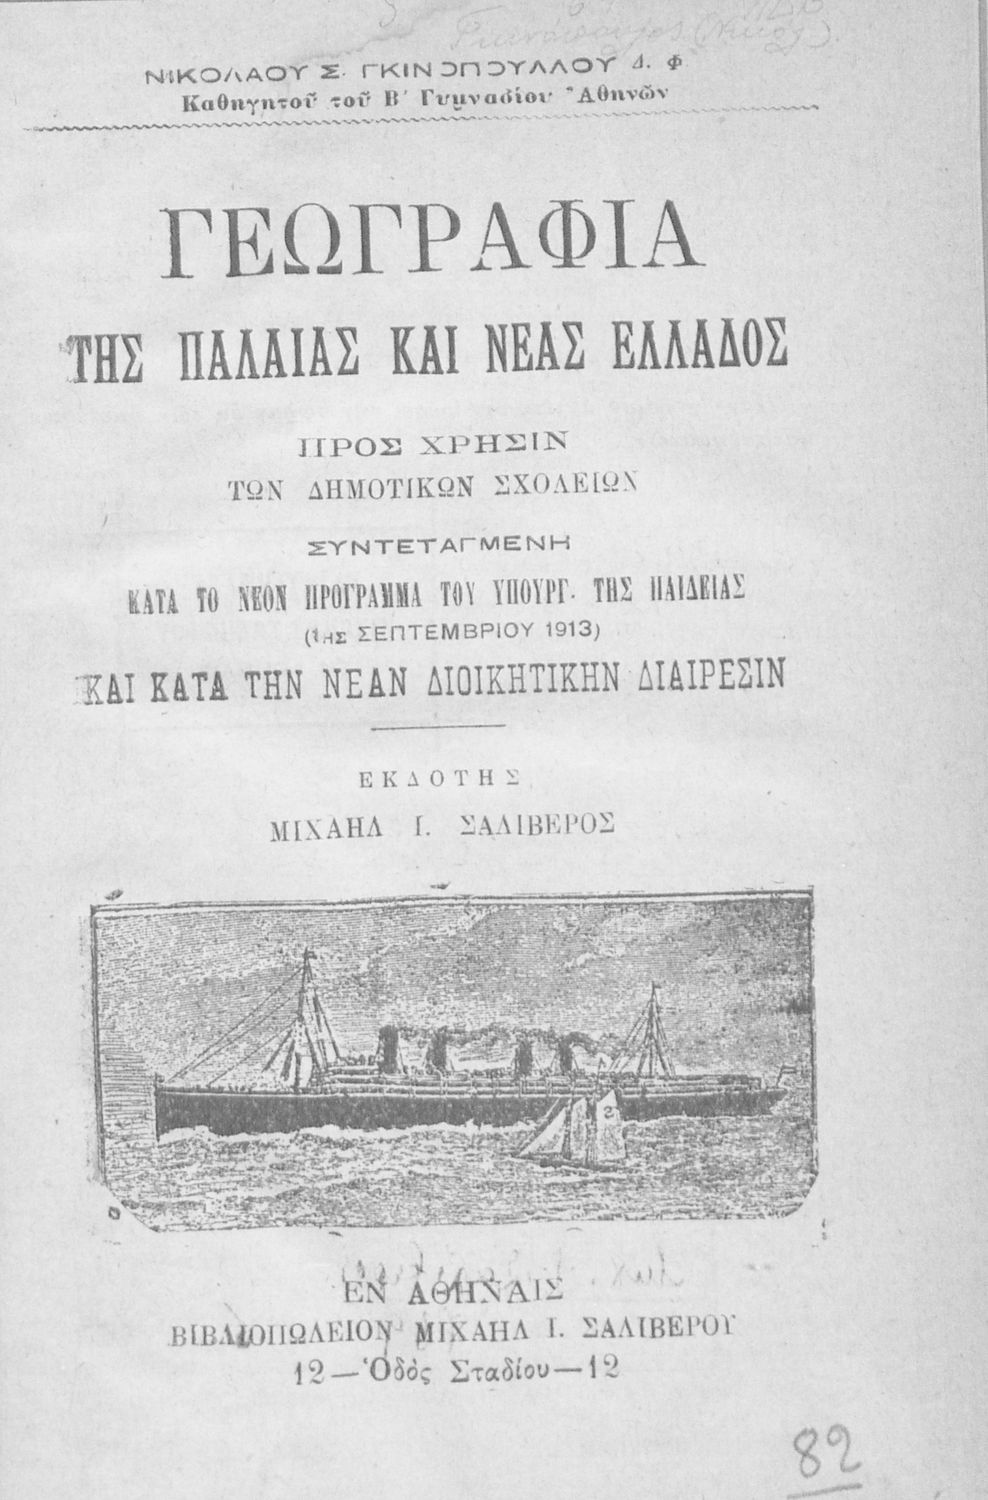 ΝΙΚΟΛΑΟΥ Σ. ΓΚΙΝΟΠΟΥΛΛΟΥ Δ. Φ
Καθηγητοῦ τοῦ Β΄ Γυμνασίου Ἀθηνῶν
ΓΕΩΓΡΑΦΙΑ
ΤΗΣ ΠΑΛΑΙΑΣ ΚΑΙ ΝΕΑΣ ΕΛΛΑΔΟΣ
ΠΡΟΣ ΧΡΗΣΙΝ
ΤΩΝ ΔΗΜΟΤΙΚΩΝ ΣΧΟΛΕΙΩΝ
ΣΥΝΤΕΤΑΓΜΕΝΗ
ΚΑΤΑ ΤΟ ΝΕΟΝ ΠΡΟΓΡΑΜΜΑ ΤΟΥ ΥΠΟΥΡΓ. ΤΗΣ ΠΑΙΔΕΙΑΣ
(1ΗΣ ΣΕΠΤΕΜΒΡΙΟΥ 1913)
ΚΑΙ ΚΑΤΑ ΤΗΝ ΝΕΑΝ ΔΙΟΙΚΗΤΙΚΗΝ ΔΙΑΙΡΕΣΙΝ
ΕΚΔΟΤΗΣ
ΜΙΧΑΗΛ Ι. ΣΑΛΙΒΕΡΟΣ
2
ΕΝ ΑΘΗΝΑΙΣ
ΒΙΒΛΙΟΠΩΛΕΙΟΝ ΜΙΧΑΗΛ Ι. ΣΑΛΙΒΕΡΟΥ
12—Ὁδὸς Σταδίου—12
82